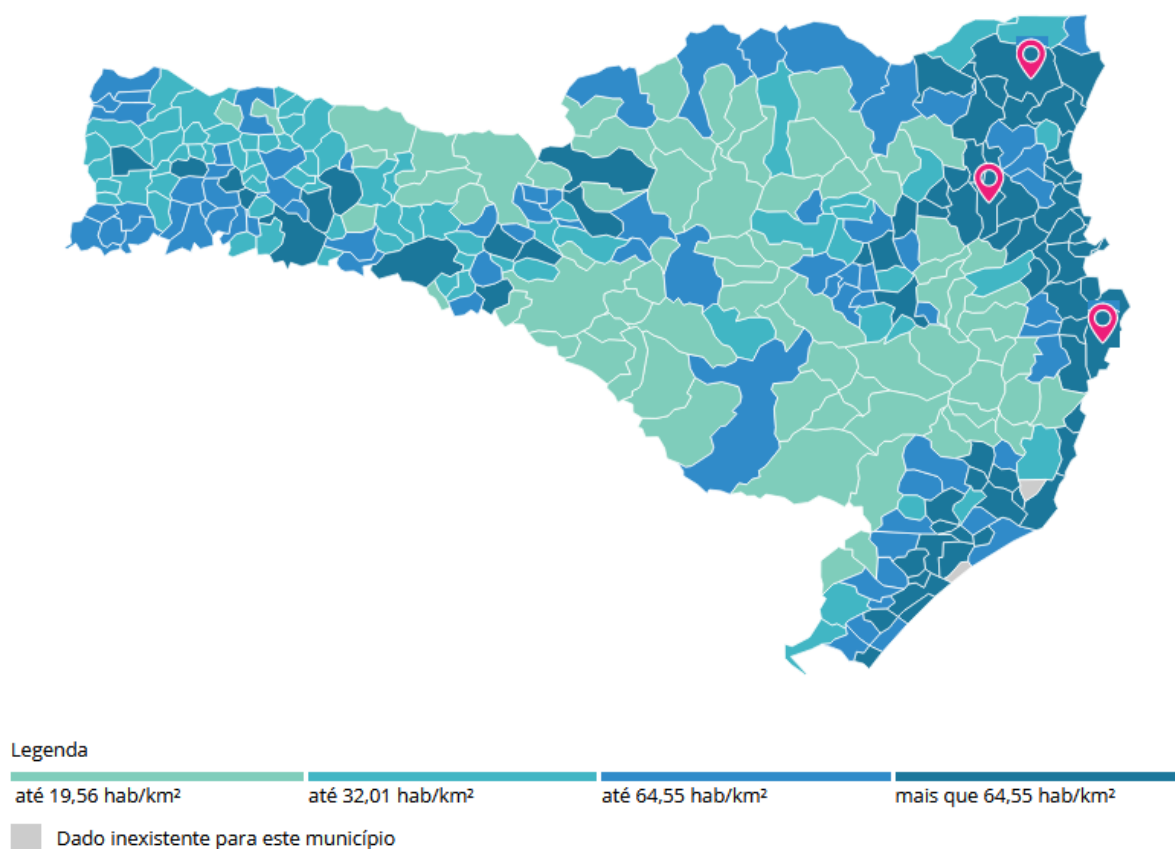 Legenda
até 19,56 hab/km²
até 32,01 hab/km²
até 64,55 hab/km²
mais que 64,55 hab/km²
Dado inexistente para este município